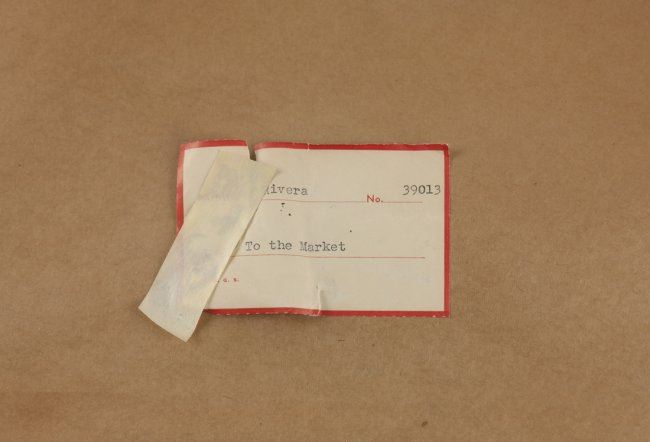 Rivera No. 39013
To the Market